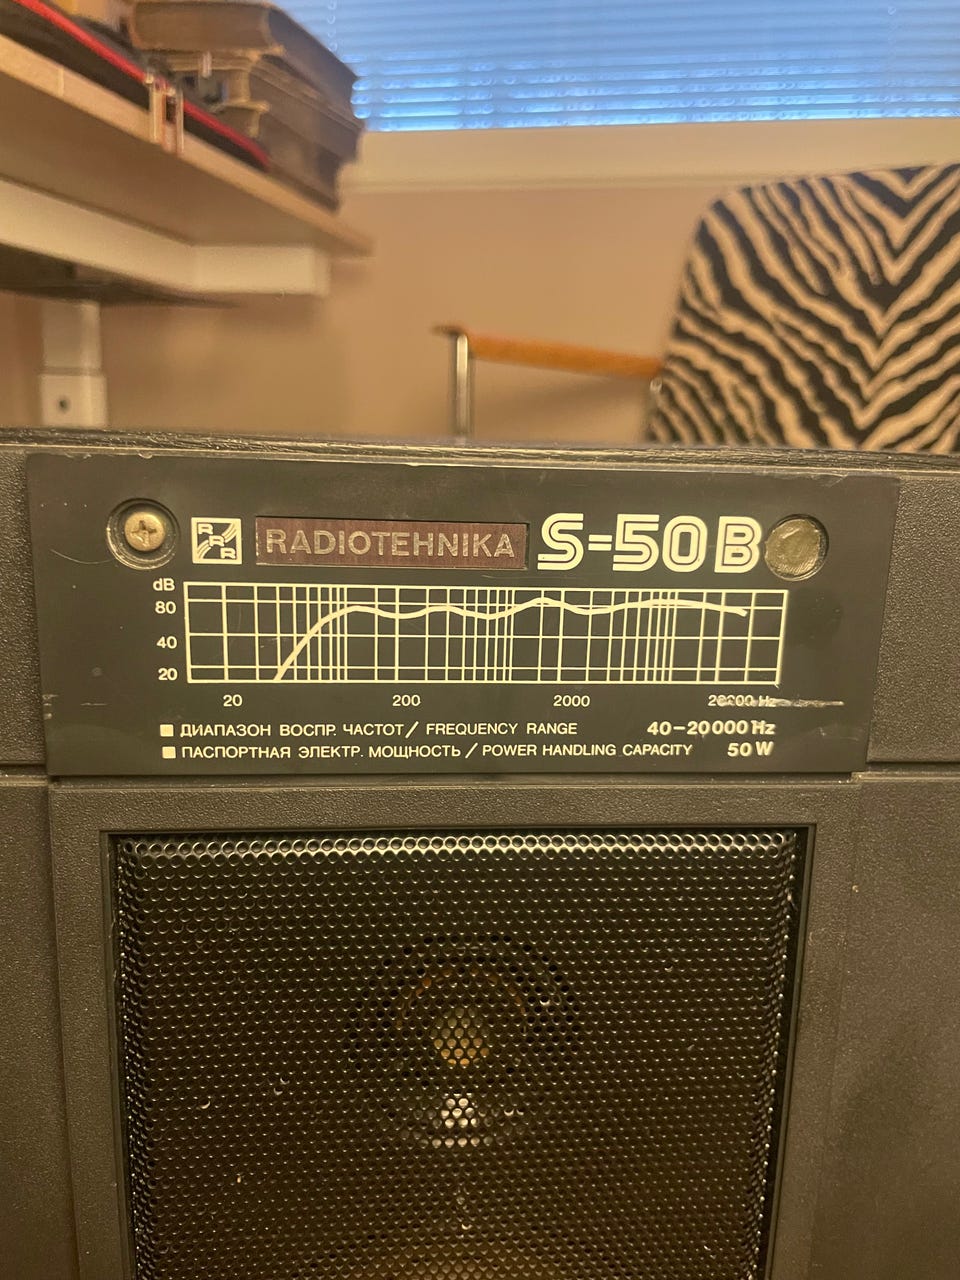 RRR RADIOTEHNIKA S-50B
dB
80
40
20
20 200 2000 20000 Hz
ДИАПАЗОН ВОСПР. ЧАСТОТ / FREQUENCY RANGE 40-20000 Hz
ПАСПОРТНАЯ ЭЛЕКТР. МОЩНОСТЬ / POWER HANDLING CAPACITY 50 W